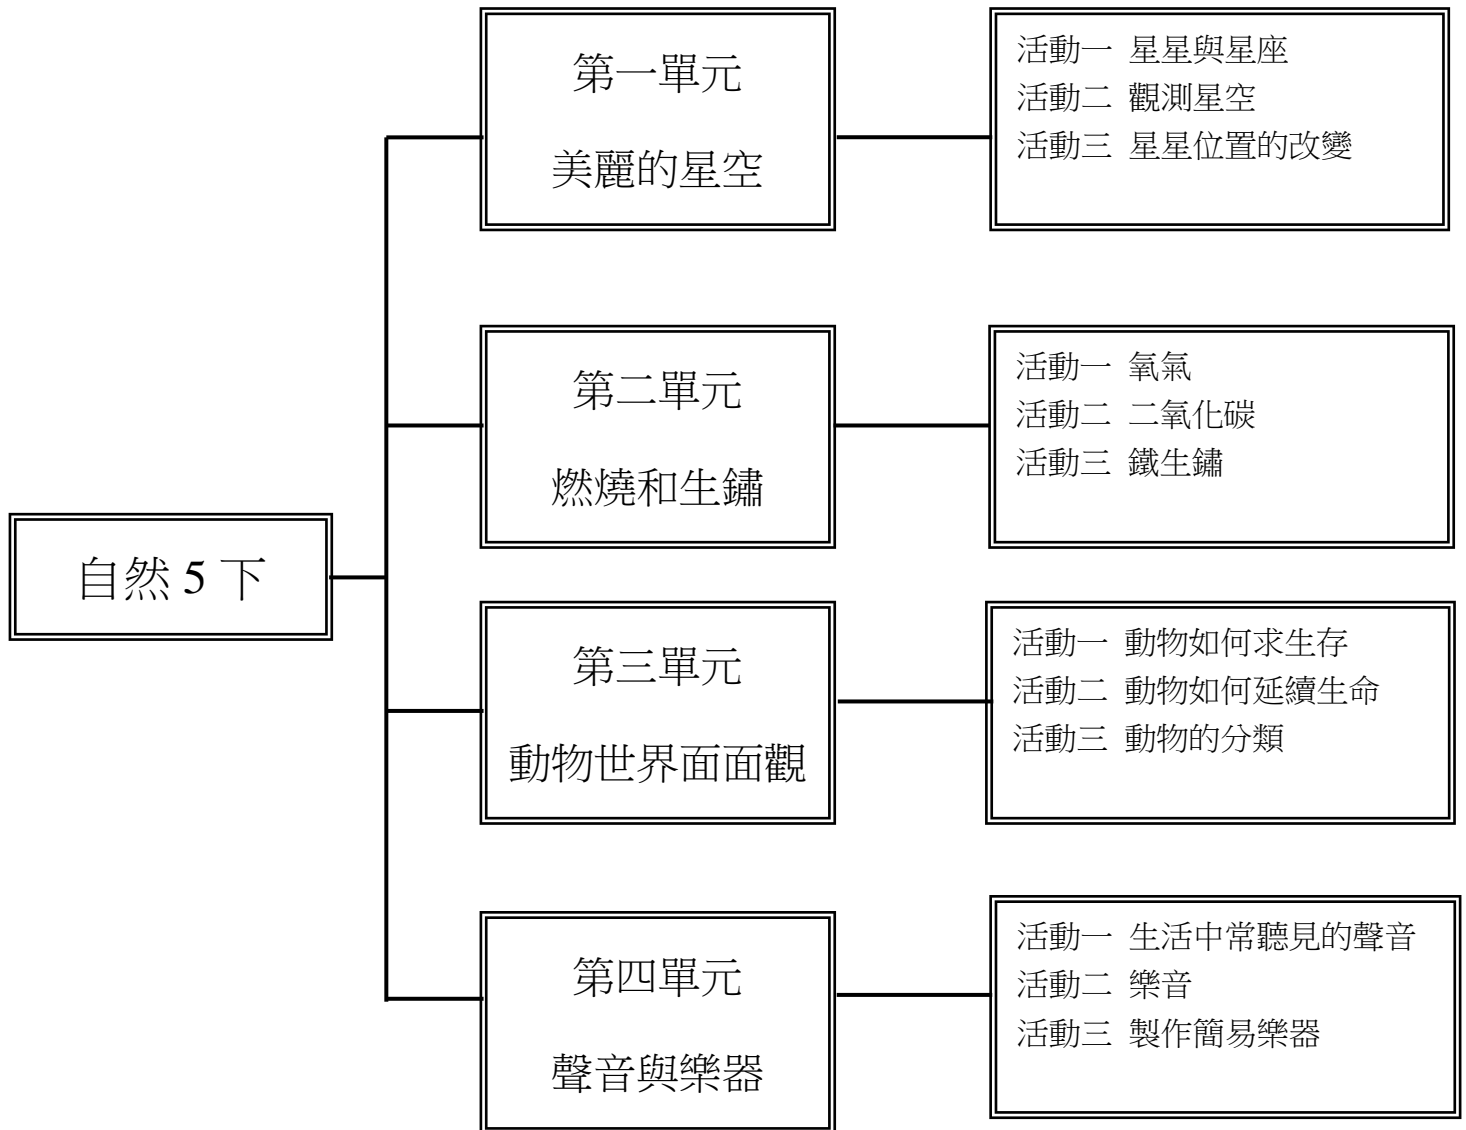 自然 5 下
第一單元
美麗的星空
活動一 星星與星座
活動二 觀測星空
活動三 星星位置的改變
第二單元
燃燒和生鏽
活動一 氧氣
活動二 二氧化碳
活動三 鐵生鏽
第三單元
動物世界面面觀
活動一 動物如何求生存
活動二 動物如何延續生命
活動三 動物的分類
第四單元
聲音與樂器
活動一 生活中常聽見的聲音
活動二 樂音
活動三 製作簡易樂器